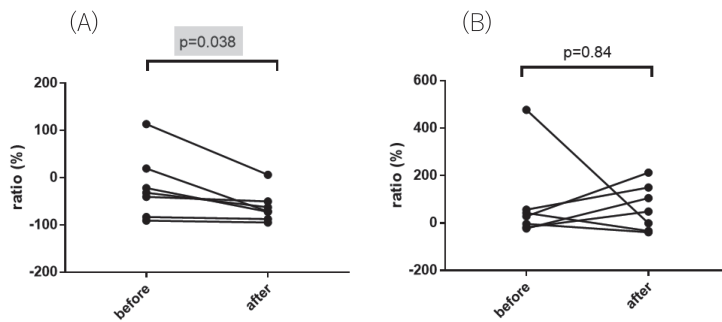 (A)
p=0.038
200
100
0
-100
-200
ratio (%)
before
after
(B)
p=0.84
600
400
200
0
-200
ratio (%)
before
after